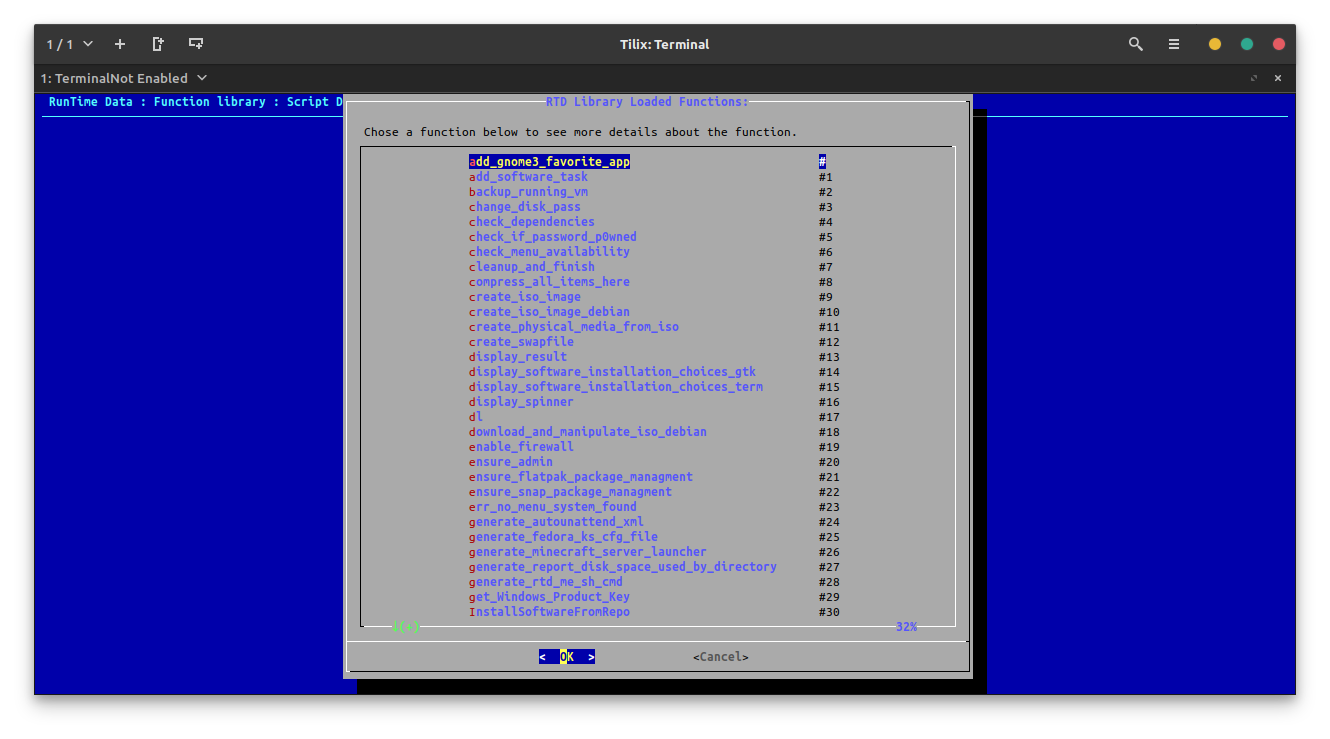 1 / 1
Tilix: Terminal
1: TerminalNot Enabled
RunTime Data : Function library : Script D
RTD Library Loaded Functions:
Chose a function below to see more details about the function.
add_gnome3_favorite_app #
add_software_task #1
backup_running_vm #2
change_disk_pass #3
check_dependencies #4
check_if_password_p0wned #5
check_menu_availability #6
cleanup_and_finish #7
compress_all_items_here #8
create_iso_image #9
create_iso_image_debian #10
create_physical_media_from_iso #11
create_swapfile #12
display_result #13
display_software_installation_choices_gtk #14
display_software_installation_choices_term #15
display_spinner #16
dl #17
download_and_manipulate_iso_debian #18
enable_firewall #19
ensure_admin #20
ensure_flatpak_package_managment #21
ensure_snap_package_managment #22
err_no_menu_system_found #23
generate_autounattend_xml #24
generate_fedora_ks_cfg_file #25
generate_minecraft_server_launcher #26
generate_report_disk_space_used_by_directory #27
generate_rtd_me_sh_cmd #28
get_Windows_Product_Key #29
InstallSoftwareFromRepo #30
↓(+) 32%
< OK > <Cancel>